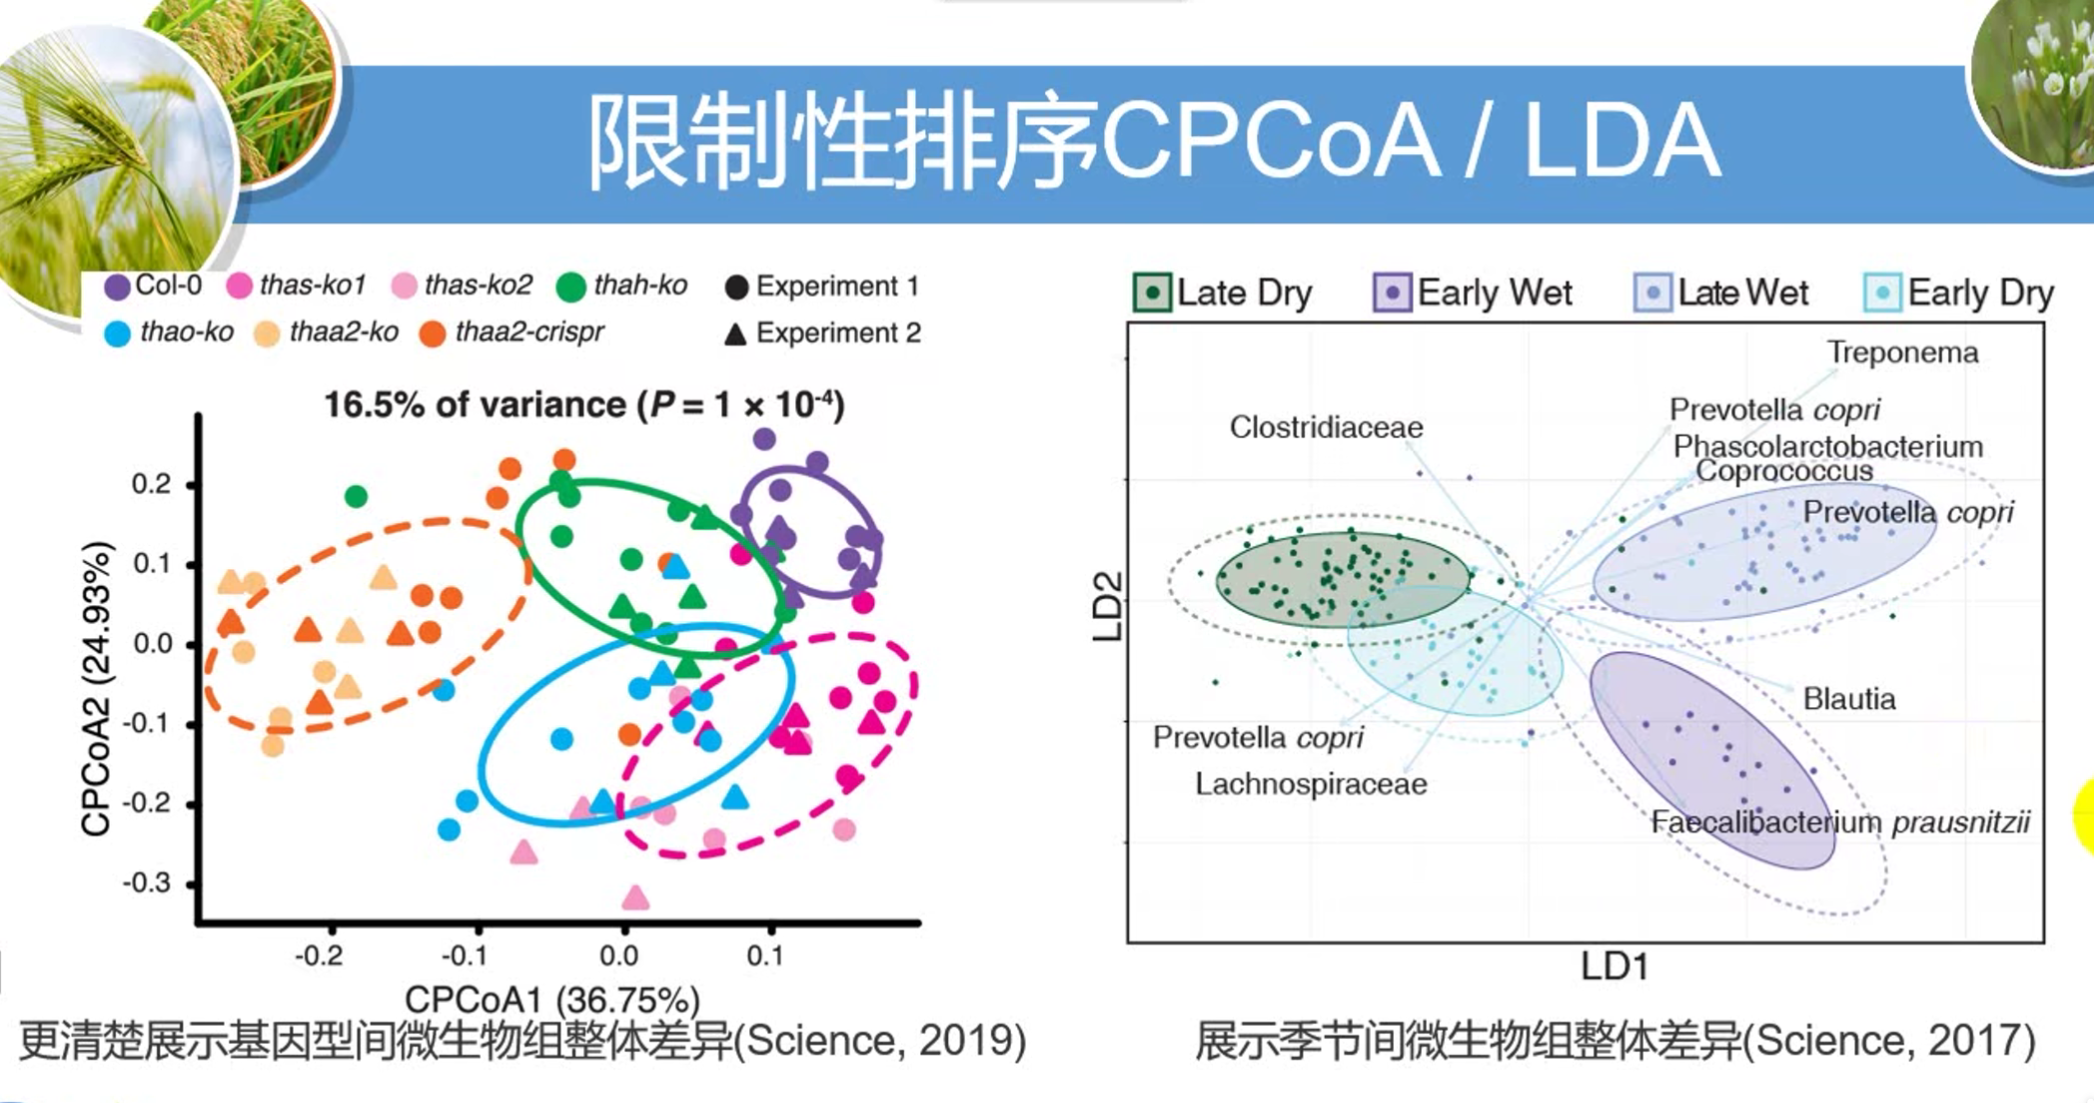 限制性排序CPCoA / LDA
Col-0 thas-ko1 thas-ko2 thah-ko Experiment 1
thao-ko thaa2-ko thaa2-crispr Experiment 2
16.5% of variance (P = 1 × 10-4)
0.2
0.1
0.0
-0.1
-0.2
-0.3
CPCoA2 (24.93%)
-0.2 -0.1 0.0 0.1
CPCoA1 (36.75%)
更清楚展示基因型间微生物组整体差异(Science, 2019)
Late Dry Early Wet Late Wet Early Dry
Treponema
Prevotella copri
Clostridiaceae
Phascolarctobacterium
Coprococcus
Prevotella copri
LD2
Blautia
Prevotella copri
Lachnospiraceae
Faecalibacterium prausnitzii
LD1
展示季节间微生物组整体差异(Science, 2017)